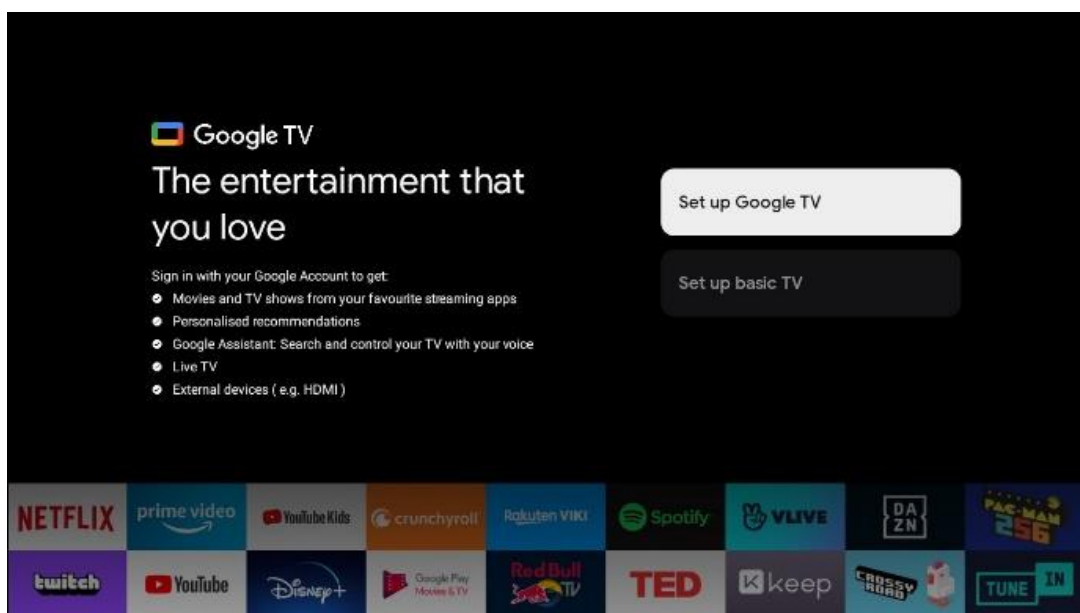 Google TV
The entertainment that
you love
Sign in with your Google Account to get:
Movies and TV shows from your favourite streaming apps
Personalised recommendations
Google Assistant: Search and control your TV with your voice
Live TV
External devices ( e.g. HDMI )
Set up Google TV
Set up basic TV
NETFLIX
prime video
YouTube Kids
crunchyroll
Rakuten VIKI
Spotify
VLIVE
DA
ZN
PAC-MAN
256
twitch
YouTube
Disney+
Google Play
Movies & TV
Red Bull
TV
TED
keep
CROSSY
ROAD
TUNE IN